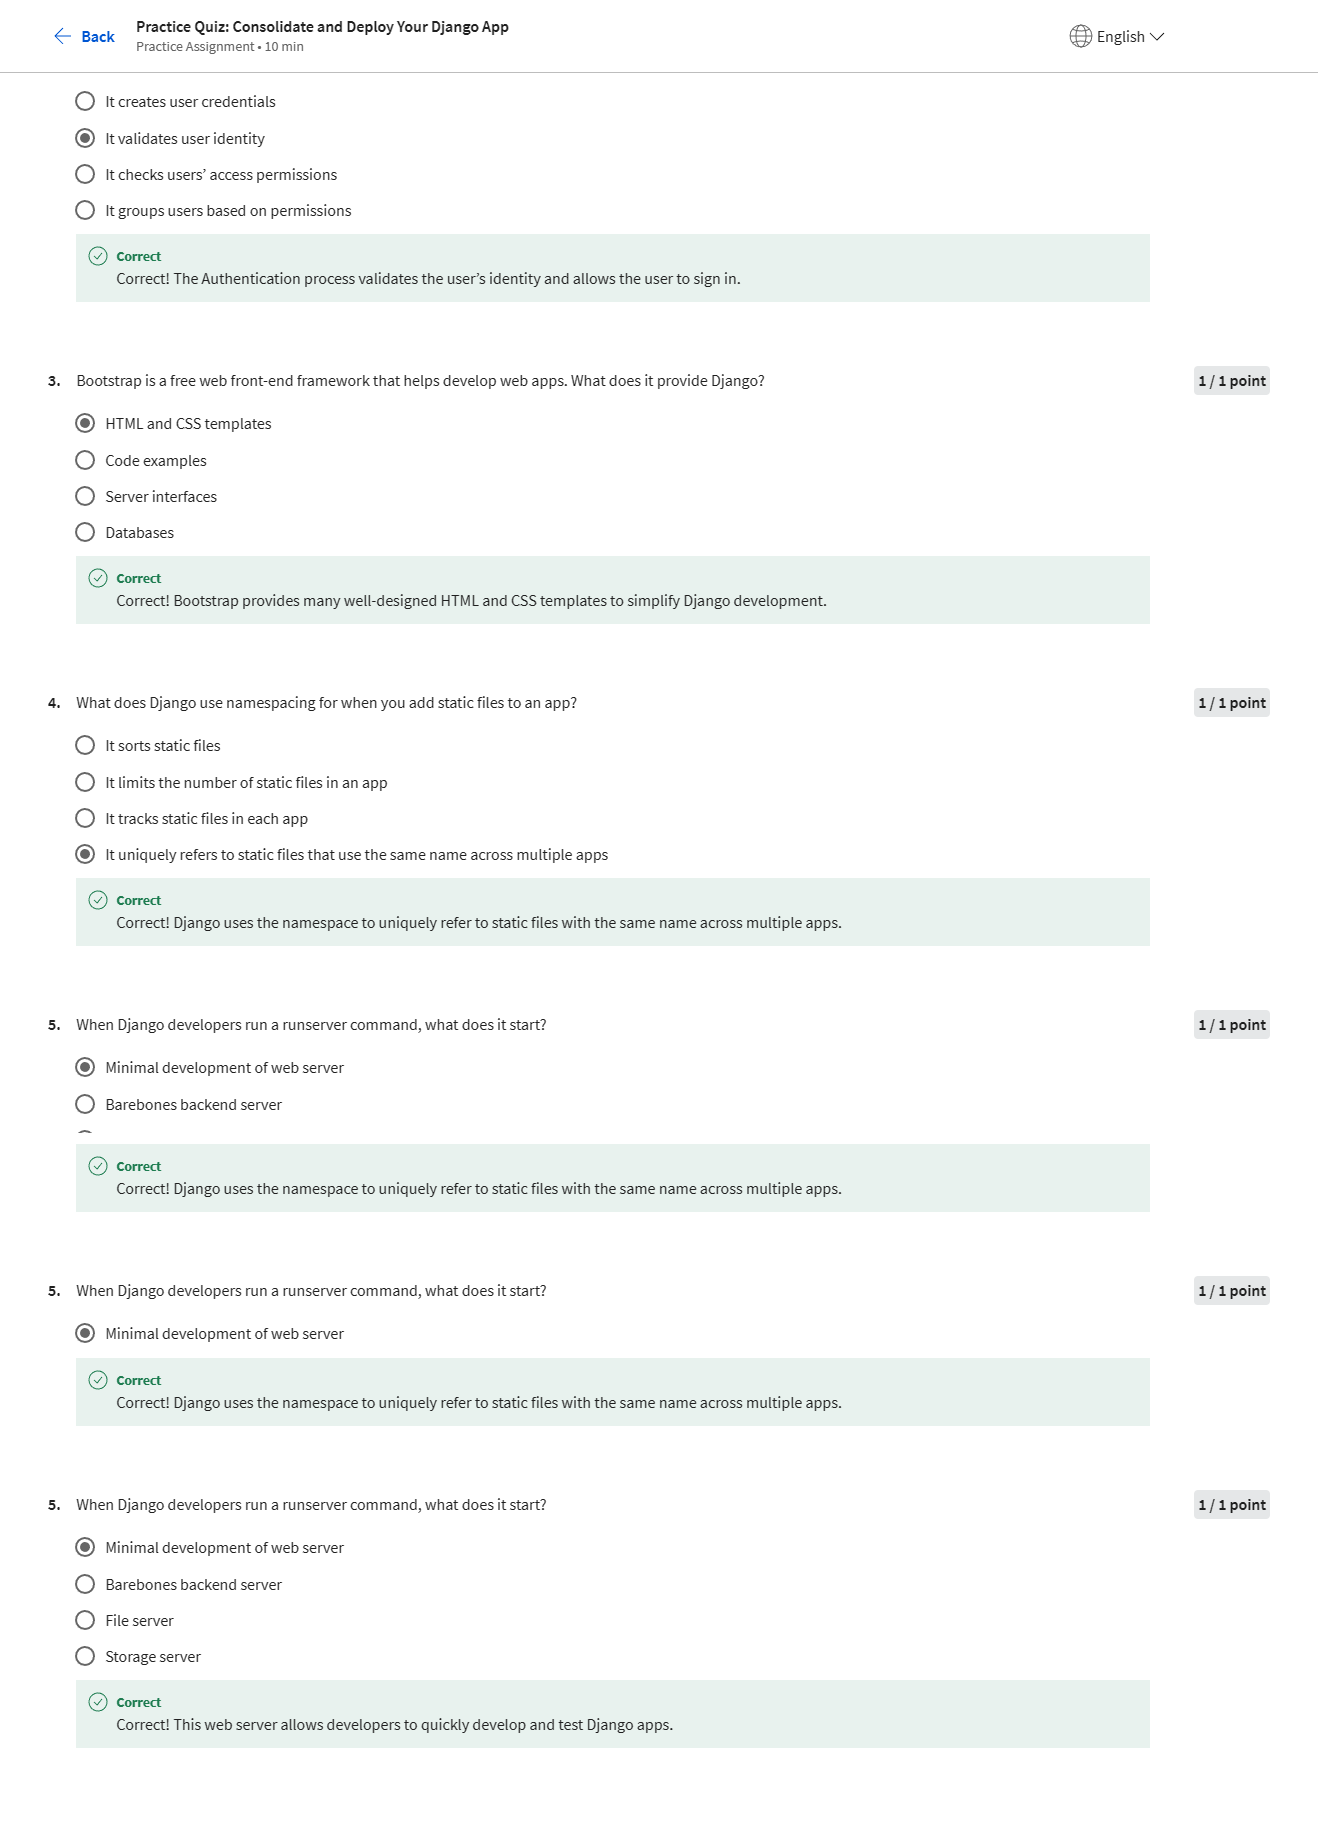 Back
Practice Quiz: Consolidate and Deploy Your Django App
Practice Assignment • 10 min
English
It creates user credentials
It validates user identity
It checks users’ access permissions
It groups users based on permissions
Correct
Correct! The Authentication process validates the user’s identity and allows the user to sign in.
3. Bootstrap is a free web front-end framework that helps develop web apps. What does it provide Django?
1 / 1 point
HTML and CSS templates
Code examples
Server interfaces
Databases
Correct
Correct! Bootstrap provides many well-designed HTML and CSS templates to simplify Django development.
4. What does Django use namespacing for when you add static files to an app?
1 / 1 point
It sorts static files
It limits the number of static files in an app
It tracks static files in each app
It uniquely refers to static files that use the same name across multiple apps
Correct
Correct! Django uses the namespace to uniquely refer to static files with the same name across multiple apps.
5. When Django developers run a runserver command, what does it start?
1 / 1 point
Minimal development of web server
Barebones backend server
Correct
Correct! Django uses the namespace to uniquely refer to static files with the same name across multiple apps.
5. When Django developers run a runserver command, what does it start?
1 / 1 point
Minimal development of web server
Correct
Correct! Django uses the namespace to uniquely refer to static files with the same name across multiple apps.
5. When Django developers run a runserver command, what does it start?
1 / 1 point
Minimal development of web server
Barebones backend server
File server
Storage server
Correct
Correct! This web server allows developers to quickly develop and test Django apps.